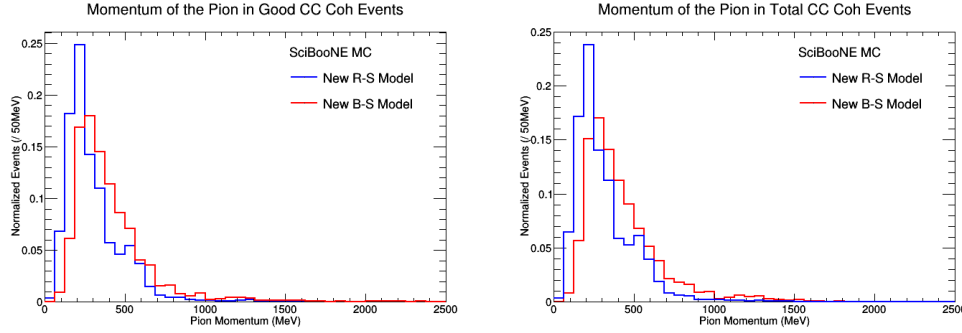 Momentum of the Pion in Good CC Coh Events
Normalized Events (/ 50MeV)
0.25
0.2
0.15
0.1
0.05
0
SciBooNE MC
New R-S Model
New B-S Model
0 500 1000 1500 2000 2500
Pion Momentum (MeV)
Momentum of the Pion in Total CC Coh Events
Normalized Events (/ 50MeV)
0.25
0.2
0.15
0.1
0.05
0
SciBooNE MC
New R-S Model
New B-S Model
0 500 1000 1500 2000 2500
Pion Momentum (MeV)